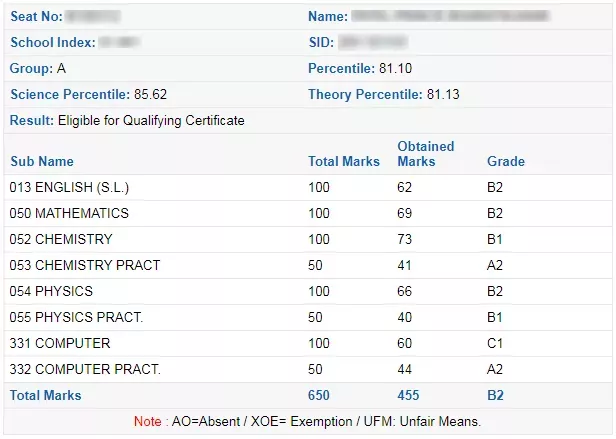 Seat No: Name:
School Index: SID:
Group: A Percentile: 81.10
Science Percentile: 85.62 Theory Percentile: 81.13
Result: Eligible for Qualifying Certificate
Sub Name Total Marks Obtained Marks Grade
013 ENGLISH (S.L.) 100 62 B2
050 MATHEMATICS 100 69 B2
052 CHEMISTRY 100 73 B1
053 CHEMISTRY PRACT 50 41 A2
054 PHYSICS 100 66 B2
055 PHYSICS PRACT. 50 40 B1
331 COMPUTER 100 60 C1
332 COMPUTER PRACT. 50 44 A2
Total Marks 650 455 B2
Note : AO=Absent / XOE= Exemption / UFM: Unfair Means.